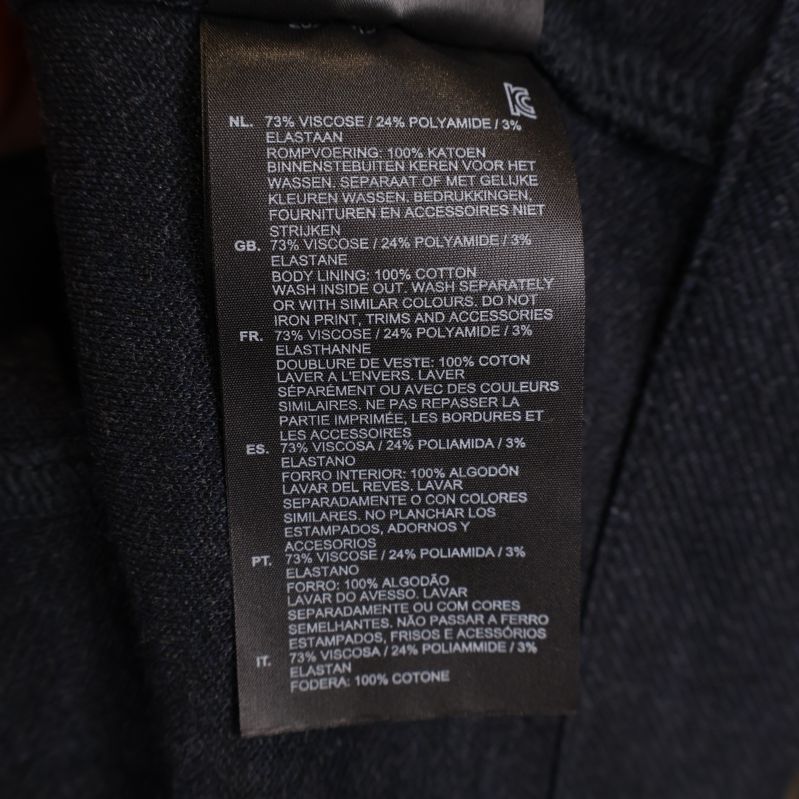 NL. 73% VISCOSE / 24% POLYAMIDE / 3%
ELASTAAN
ROMPVOERING: 100% KATOEN
BINNENSTEBUITEN KEREN VOOR HET
WASSEN. SEPARAAT OF MET GELIJKE
KLEUREN WASSEN. BEDRUKKINGEN,
FOURNITUREN EN ACCESSOIRES NIET
STRIJKEN
GB. 73% VISCOSE / 24% POLYAMIDE / 3%
ELASTANE
BODY LINING: 100% COTTON
WASH INSIDE OUT. WASH SEPARATELY
OR WITH SIMILAR COLOURS. DO NOT
IRON PRINT, TRIMS AND ACCESSORIES
FR. 73% VISCOSE / 24% POLYAMIDE / 3%
ELASTHANNE
DOUBLURE DE VESTE: 100% COTON
LAVER A L'ENVERS. LAVER
SÉPARÉMENT OU AVEC DES COULEURS
SIMILAIRES. NE PAS REPASSER LA
PARTIE IMPRIMÉE, LES BORDURES ET
LES ACCESSOIRES
ES. 73% VISCOSA / 24% POLIAMIDA / 3%
ELASTANO
FORRO INTERIOR: 100% ALGODÓN
LAVAR DEL REVES. LAVAR
SEPARADAMENTE O CON COLORES
SIMILARES. NO PLANCHAR LOS
ESTAMPADOS, ADORNOS Y
ACCESORIOS
PT. 73% VISCOSE / 24% POLIAMIDA / 3%
ELASTANO
FORRO: 100% ALGODÃO
LAVAR DO AVESSO. LAVAR
SEPARADAMENTE OU COM CORES
SEMELHANTES. NÃO PASSAR A FERRO
ESTAMPADOS, FRISOS E ACESSÓRIOS
IT. 73% VISCOSA / 24% POLIAMMIDE / 3%
ELASTAN
FODERA: 100% COTONE